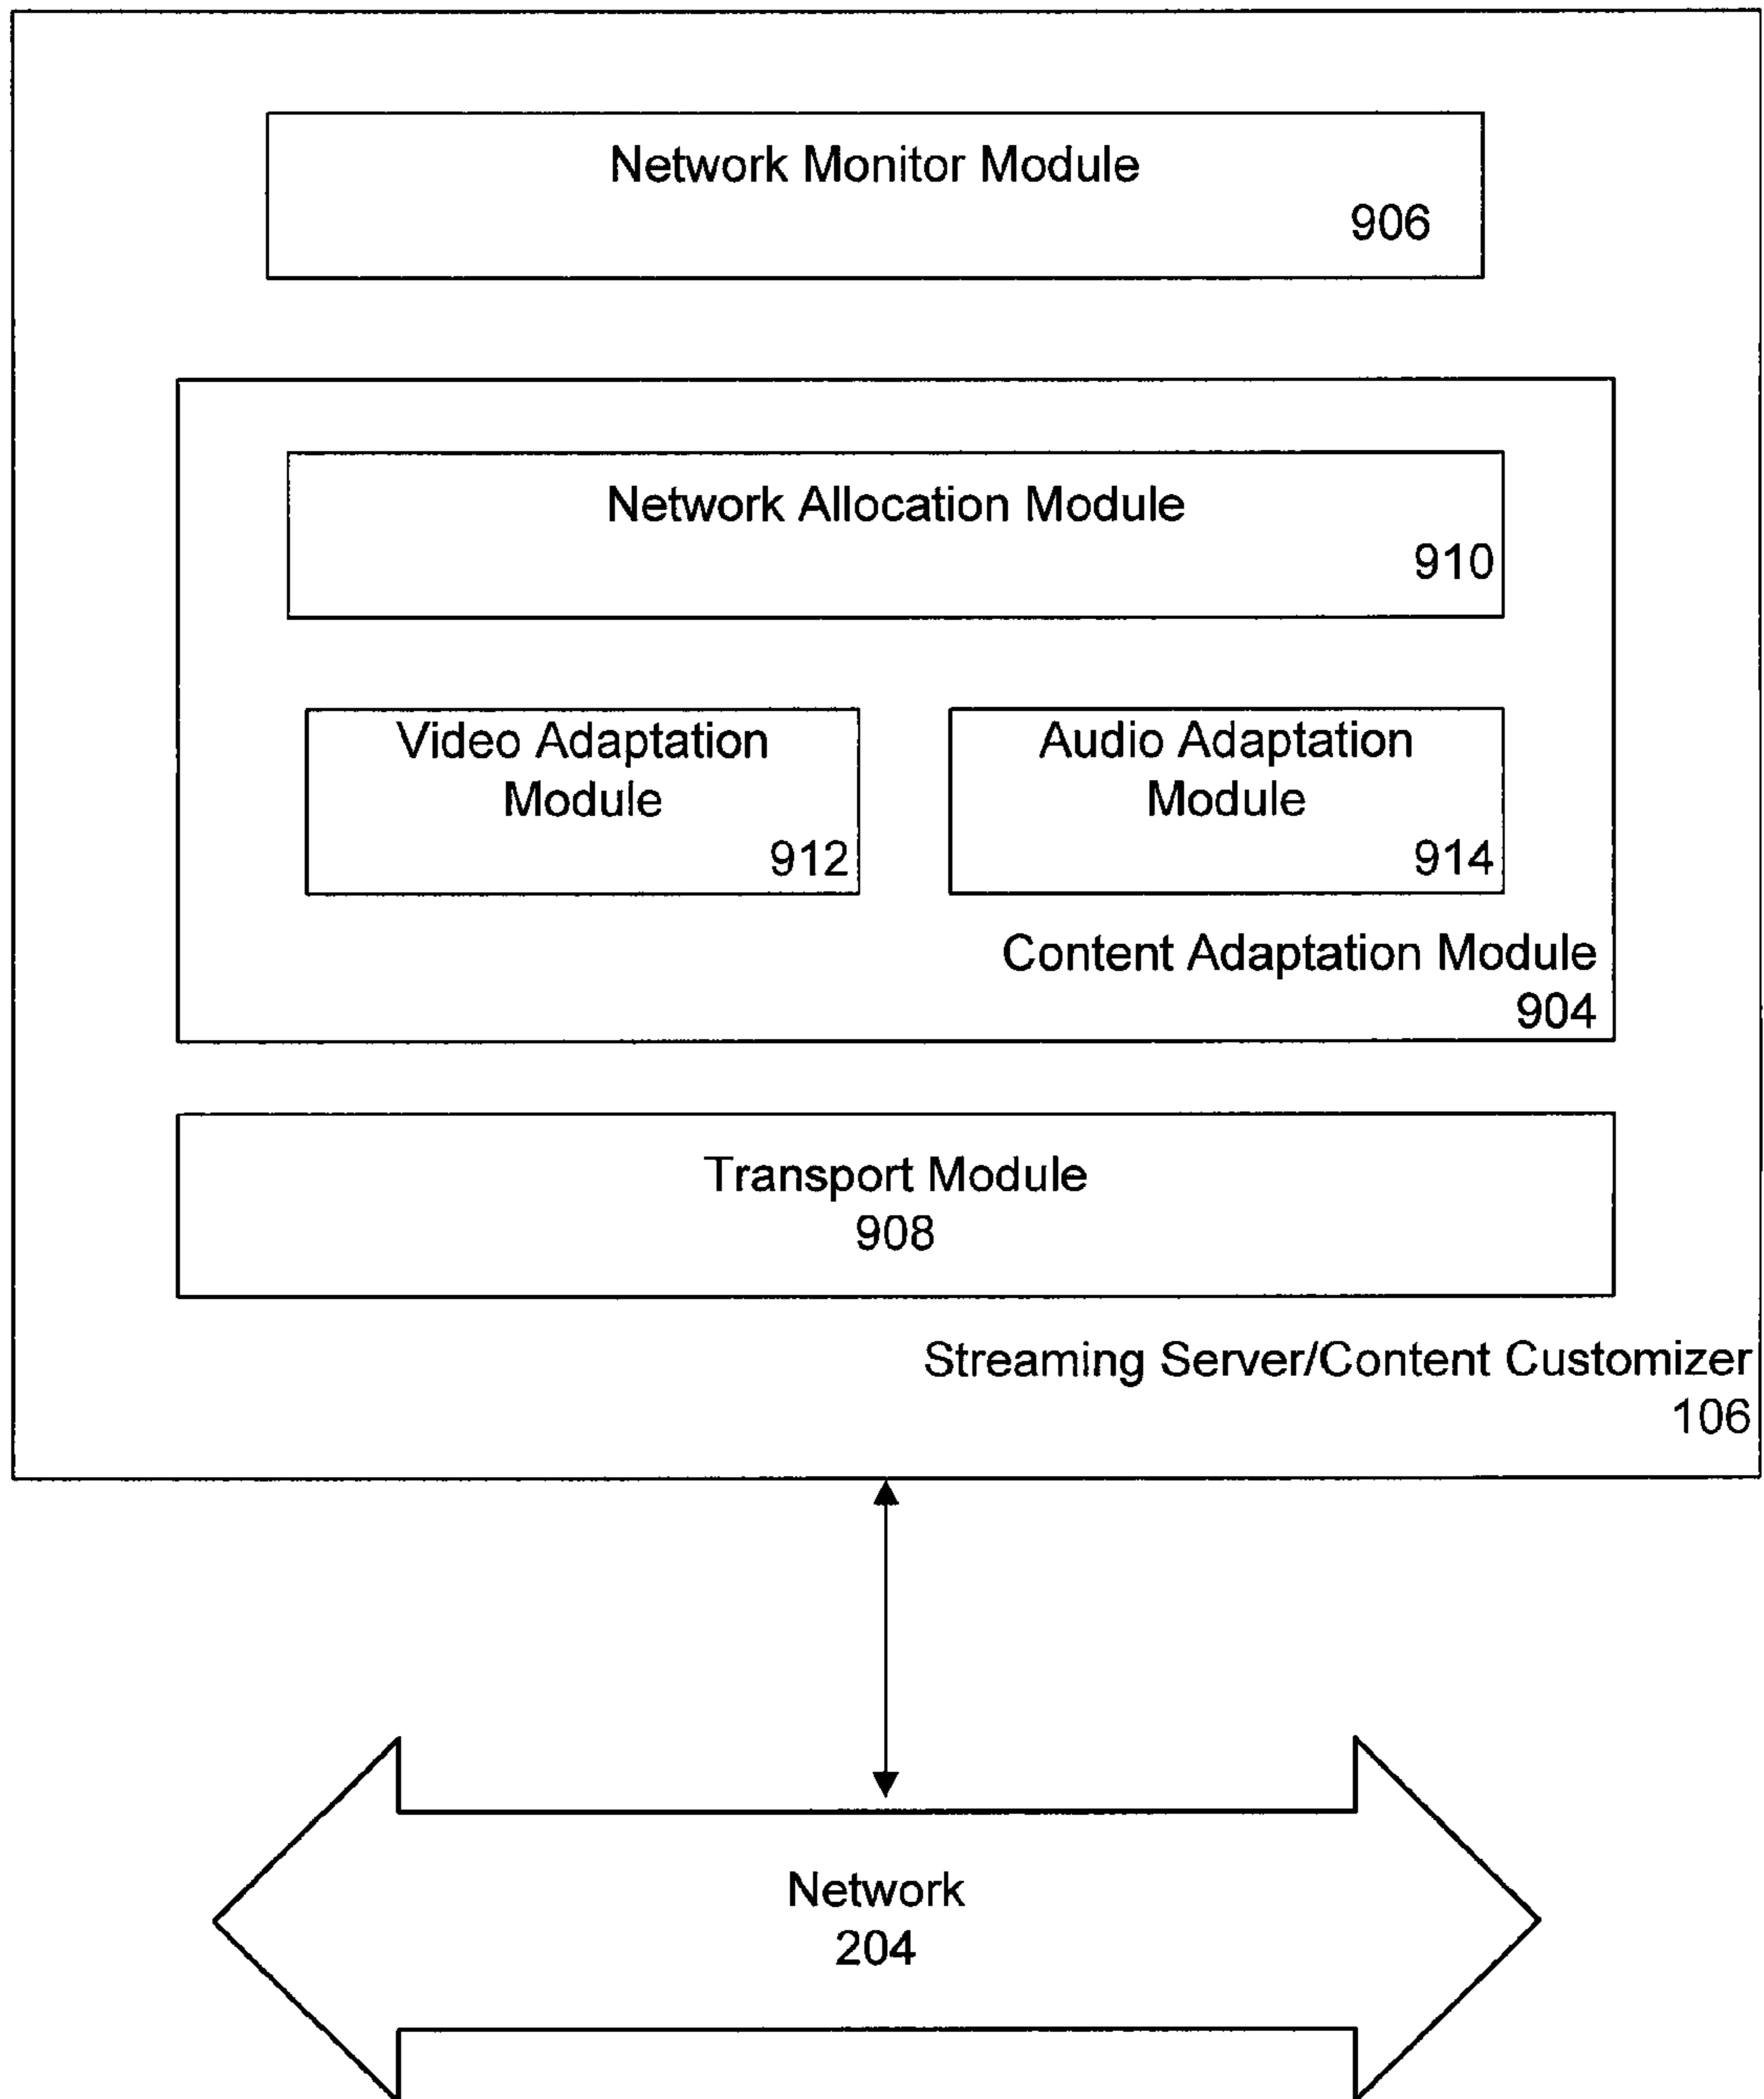 Network Monitor Module
906
Network Allocation Module
910
Video Adaptation
Module
912
Audio Adaptation
Module
914
Content Adaptation Module
904
Transport Module
908
Streaming Server/Content Customizer
106
Network
204